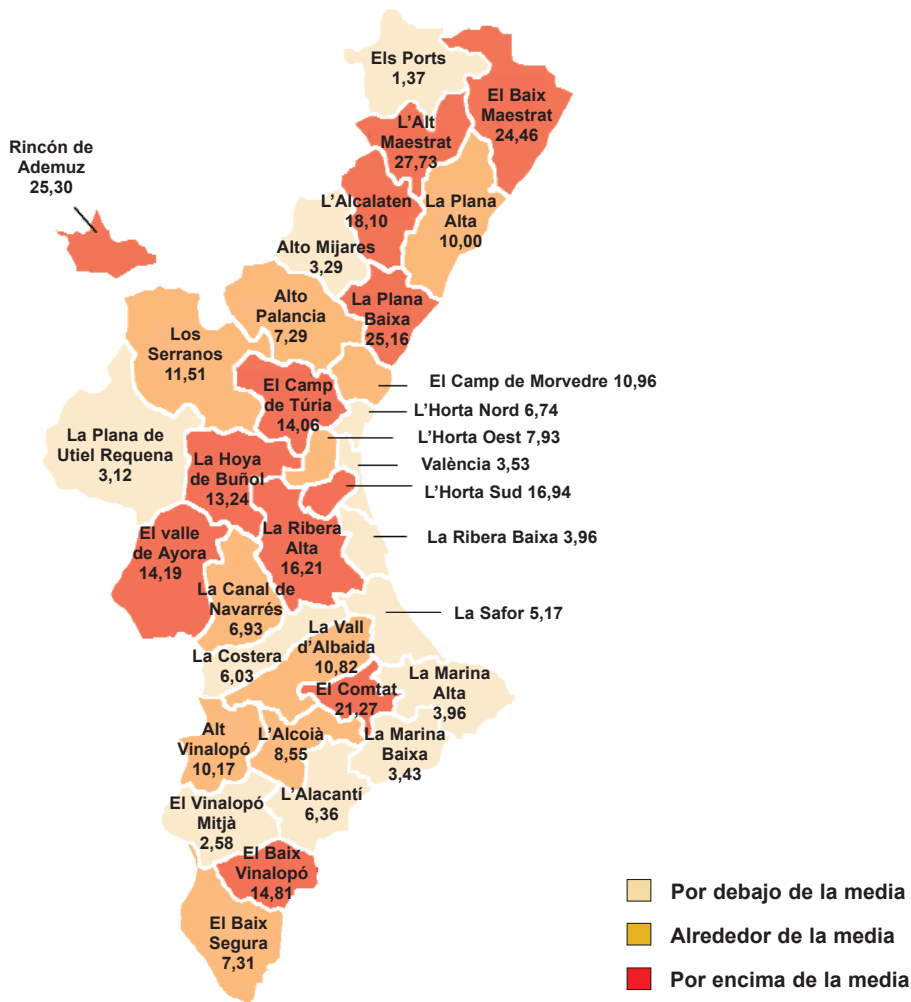 Els Ports
1,37
El Baix
Maestrat
24,46
L'Alt
Maestrat
27,73
Rincón de
Ademuz
25,30
L'Alcalaten
18,10
La Plana
Alta
10,00
Alto Mijares
3,29
Alto
Palancia
7,29
La Plana
Baixa
25,16
Los
Serranos
11,51
El Camp
de Túria
14,06
El Camp de Morvedre 10,96
L'Horta Nord 6,74
L'Horta Oest 7,93
València 3,53
L'Horta Sud 16,94
La Plana de
Utiel Requena
3,12
La Hoya
de Buñol
13,24
La Ribera
Alta
16,21
La Ribera Baixa 3,96
El valle
de Ayora
14,19
La Canal de
Navarrés
6,93
La Safor 5,17
La Vall
d'Albaida
10,82
La Costera
6,03
El Comtat
21,27
La Marina
Alta
3,96
Alt
Vinalopó
10,17
L'Alcoià
8,55
La Marina
Baixa
3,43
El Vinalopó
Mitjà
2,58
L'Alacantí
6,36
El Baix
Vinalopó
14,81
El Baix
Segura
7,31
Por debajo de la media
Alrededor de la media
Por encima de la media